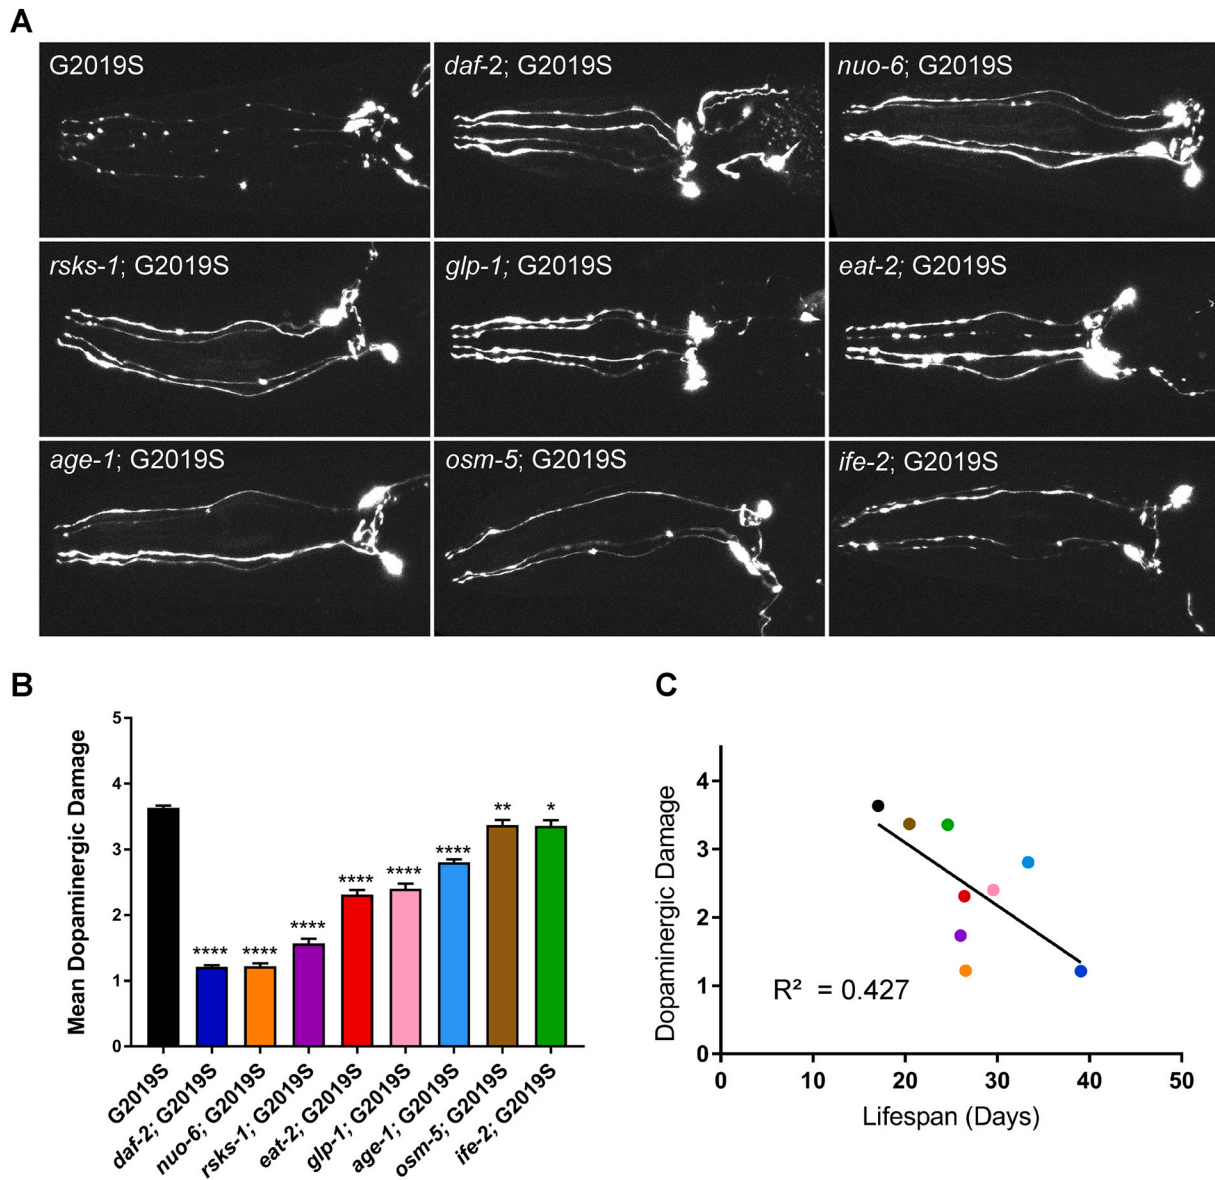 A
G2019S
daf-2; G2019S
nuo-6; G2019S
rsks-1; G2019S
glp-1; G2019S
eat-2; G2019S
age-1; G2019S
osm-5; G2019S
ife-2; G2019S
B
Mean Dopaminergic Damage
5
4
3
2
1
0
****
****
****
****
****
****
**
*
G2019S
daf-2; G2019S
nuo-6; G2019S
rsks-1; G2019S
eat-2; G2019S
glp-1; G2019S
age-1; G2019S
osm-5; G2019S
ife-2; G2019S
C
Dopaminergic Damage
4
3
2
1
0
R² = 0.427
0
10
20
30
40
50
Lifespan (Days)